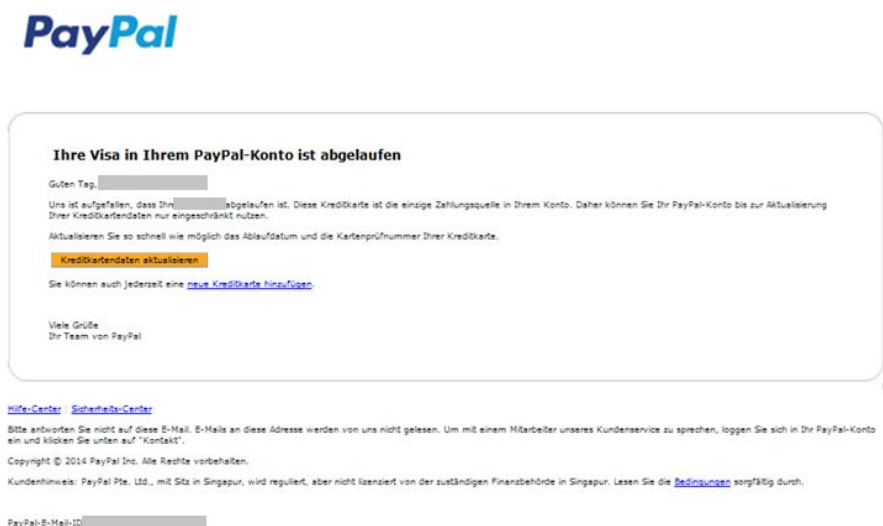 PayPal
Ihre Visa in Ihrem PayPal-Konto ist abgelaufen
Guten Tag,
Uns ist aufgefallen, dass Ihre abgelaufen ist. Diese Kreditkarte ist die einzige Zahlungsquelle in Ihrem Konto. Daher können Sie Ihr PayPal-Konto bis zur Aktualisierung
Ihrer Kreditkartendaten nur eingeschränkt nutzen.
Aktualisieren Sie so schnell wie möglich das Ablaufdatum und die Kartenprüfnummer Ihrer Kreditkarte.
Kreditkartendaten aktualisieren
Sie können auch jederzeit eine neue Kreditkarte hinzufügen.
Viele Grüße
Ihr Team von PayPal
Hilfe-Center | Sicherheits-Center
Bitte antworten Sie nicht auf diese E-Mail. E-Mails an diese Adresse werden von uns nicht gelesen. Um mit einem Mitarbeiter unseres Kundenservice zu sprechen, loggen Sie sich in Ihr PayPal-Konto
ein und klicken Sie unten auf "Kontakt".
Copyright © 2014 PayPal Inc. Alle Rechte vorbehalten.
Kundenhinweis: PayPal Pte. Ltd., mit Sitz in Singapur, wird reguliert, aber nicht lizenziert von der zuständigen Finanzbehörde in Singapur. Lesen Sie die Bedingungen sorgfältig durch.
PayPal-E-Mail-ID